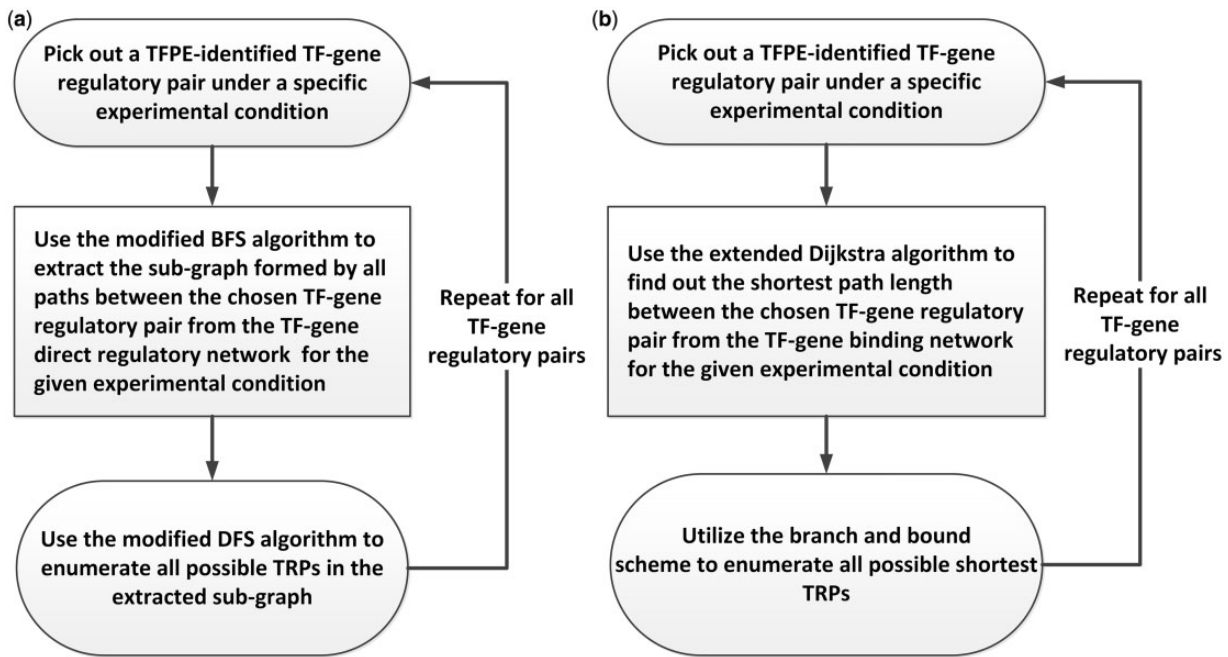 (a)
Pick out a TFPE-identified TF-gene
regulatory pair under a specific
experimental condition
Use the modified BFS algorithm to
extract the sub-graph formed by all
paths between the chosen TF-gene
regulatory pair from the TF-gene
direct regulatory network for the
given experimental condition
Repeat for all
TF-gene
regulatory pairs
Use the modified DFS algorithm to
enumerate all possible TRPs in the
extracted sub-graph
(b)
Pick out a TFPE-identified TF-gene
regulatory pair under a specific
experimental condition
Use the extended Dijkstra algorithm to
find out the shortest path length
between the chosen TF-gene regulatory
pair from the TF-gene binding network
for the given experimental condition
Repeat for all
TF-gene
regulatory pairs
Utilize the branch and bound
scheme to enumerate all possible shortest
TRPs